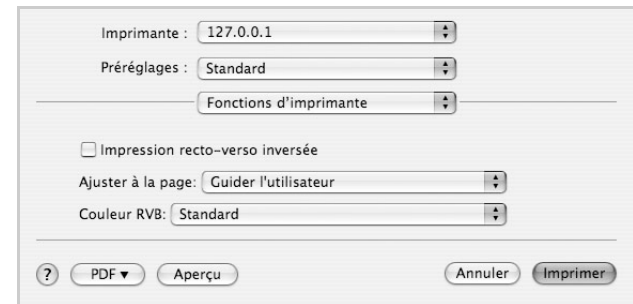 Imprimante : 127.0.0.1
Préréglages : Standard
Fonctions d'imprimante
Impression recto-verso inversée
Ajuster à la page: Guider l'utilisateur
Couleur RVB: Standard
? PDF ▼ Aperçu Annuler Imprimer